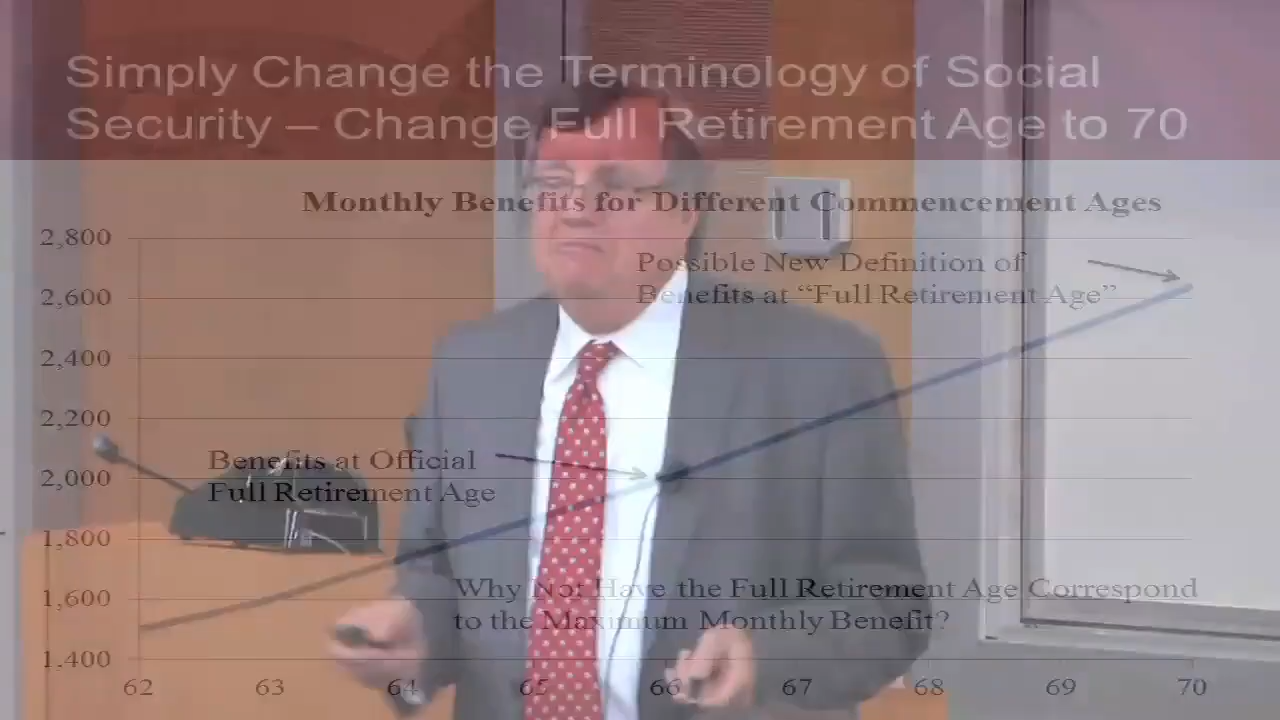 Simply Change the Terminology of Social
Security – Change Full Retirement Age to 70
Monthly Benefits for Different Commencement Ages
2,800
Possible New Definition of
Benefits at “Full Retirement Age”
2,600
2,400
2,200
Benefits at Official
Full Retirement Age
2,000
1,800
Why Not Have the Full Retirement Age Correspond
to the Maximum Monthly Benefit?
1,600
1,400
62 63 64 65 66 67 68 69 70